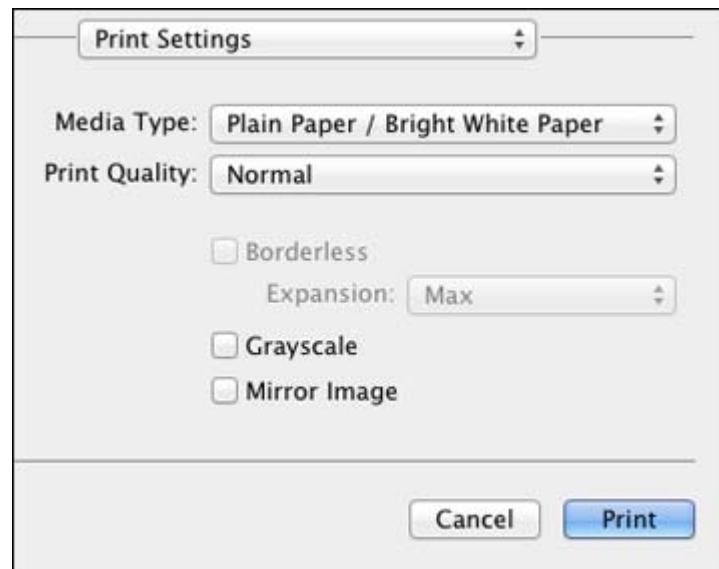 Print Settings
Media Type: Plain Paper / Bright White Paper
Print Quality: Normal
Borderless
Expansion: Max
Grayscale
Mirror Image
Cancel Print